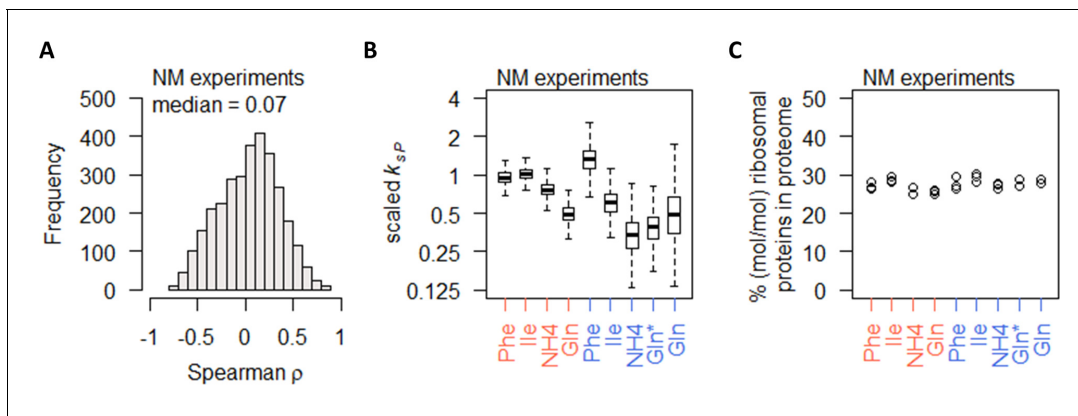 A
NM experiments
median = 0.07
500
400
300
200
100
0
Frequency
-1
-0.5
0
0.5
1
Spearman ρ
B
NM experiments
4
2
1
0.5
0.25
0.125
scaled ksP
Phe
Ile
NH4
Gln
Phe
Ile
NH4
Gln*
Gln
C
NM experiments
50
40
30
20
10
0
% (mol/mol) ribosomal
proteins in proteome
Phe
Ile
NH4
Gln
Phe
Ile
NH4
Gln*
Gln